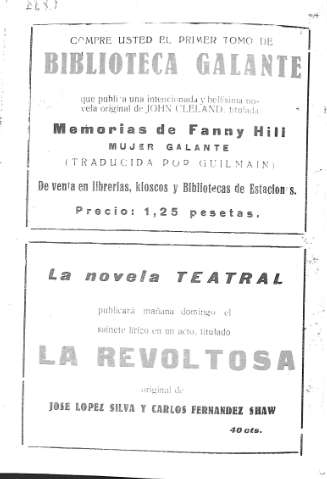 COMPRE USTED EL PRIMER TOMO DE
BIBLIOTECA GALANTE
que publica una intencionada y bellísima no-
vela original de JOHN CLELAND, titulada
Memorias de Fanny Hill
MUJER GALANTE
(TRADUCIDA POR GUILMAIN)
De venta en librerías, kioscos y Bibliotecas de Estaciones.
Precio: 1,25 pesetas.
La novela TEATRAL
publicará mañana domingo el
sainete lírico en un acto, titulado
LA REVOLTOSA
original de
JOSE LOPEZ SILVA Y CARLOS FERNANDEZ SHAW
40 cts.